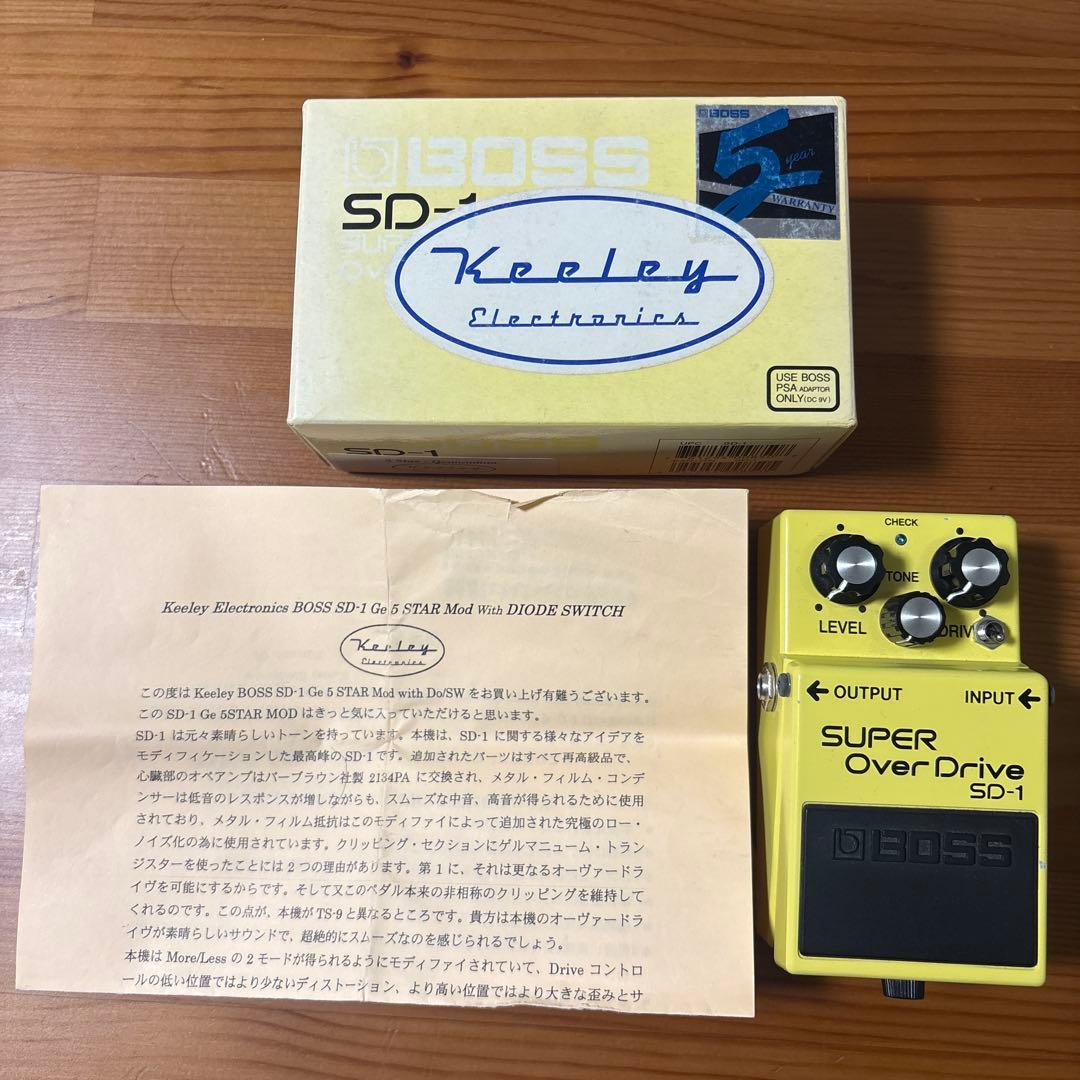 BOSS
SD-1
BOSS
5
year
WARRANTY
Keeley
Electronics
USE BOSS
PSA ADAPTOR
ONLY (DC 9V)
SD-1
UPC SD-1
Keeley Electronics BOSS SD-1 Ge 5 STAR Mod With DIODE SWITCH
Keeley
Electronics
この度は Keeley BOSS SD-1 Ge 5 STAR Mod with Do/SW をお買い上げ有難うございます。
この SD-1 Ge 5STAR MOD はきっと気に入っていただけると思います。
SD-1 は元々素晴らしいトーンを持っています。本機は、SD-1 に関する様々なアイデアを
モディフィケーションした最高峰の SD-1 です。追加されたパーツはすべて再高級品で、
心臓部のオペアンプはバーブラウン社製 2134PA に交換され、メタル・フィルム・コンデ
ンサーは低音のレスポンスが増しながらも、スムーズな中音、高音が得られるために使用
されており、メタル・フィルム抵抗はこのモディファイによって追加された究極のロー・
ノイズ化の為に使用されています。クリッピング・セクションにゲルマニューム・トラン
ジスターを使ったことには 2 つの理由があります。第 1 に、それは更なるオーヴァードラ
イヴを可能にするからです。そして又このペダル本来の非相称のクリッピングを維持して
くれるのです。この点が、本機が TS-9 と異なるところです。貴方は本機のオーヴァードラ
イヴが素晴らしいサウンドで、超絶的にスムーズなのを感じられるでしょう。
本機は More/Less の 2 モードが得られるようにモディファイされていて、Drive コントロ
ールの低い位置ではより少ないディストーション、より高い位置ではより大きな歪みとサ
CHECK
TONE
LEVEL
DRIV
OUTPUT
INPUT
SUPER
Over Drive
SD-1
BOSS